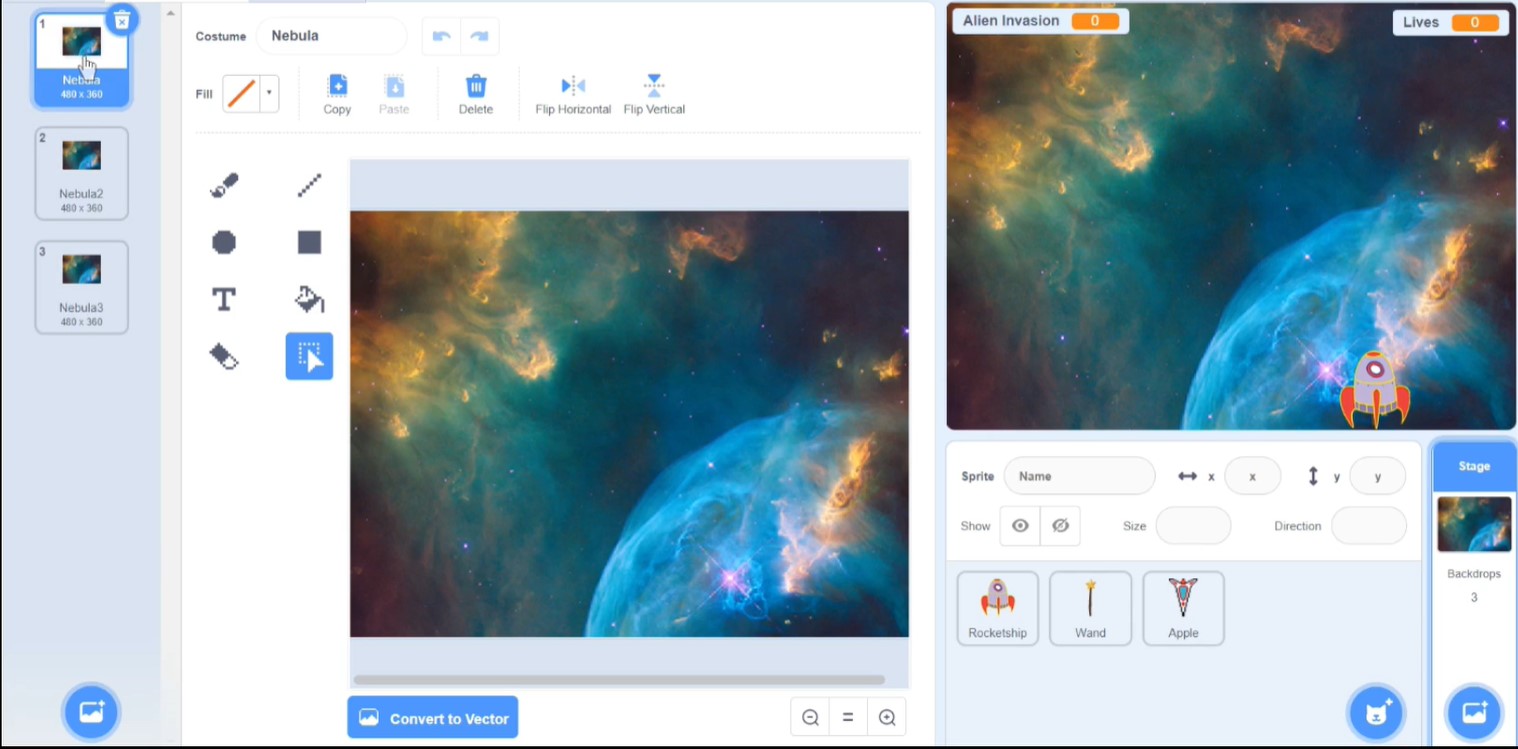 1
Nebula
480 x 360
2
Nebula2
480 x 360
3
Nebula3
480 x 360
Costume Nebula
Fill Copy Paste Delete Flip Horizontal Flip Vertical
T
Convert to Vector
Alien Invasion 0
Lives 0
Sprite Name x x y y
Show Size Direction
Rocketship Wand Apple
Stage
Backdrops
3